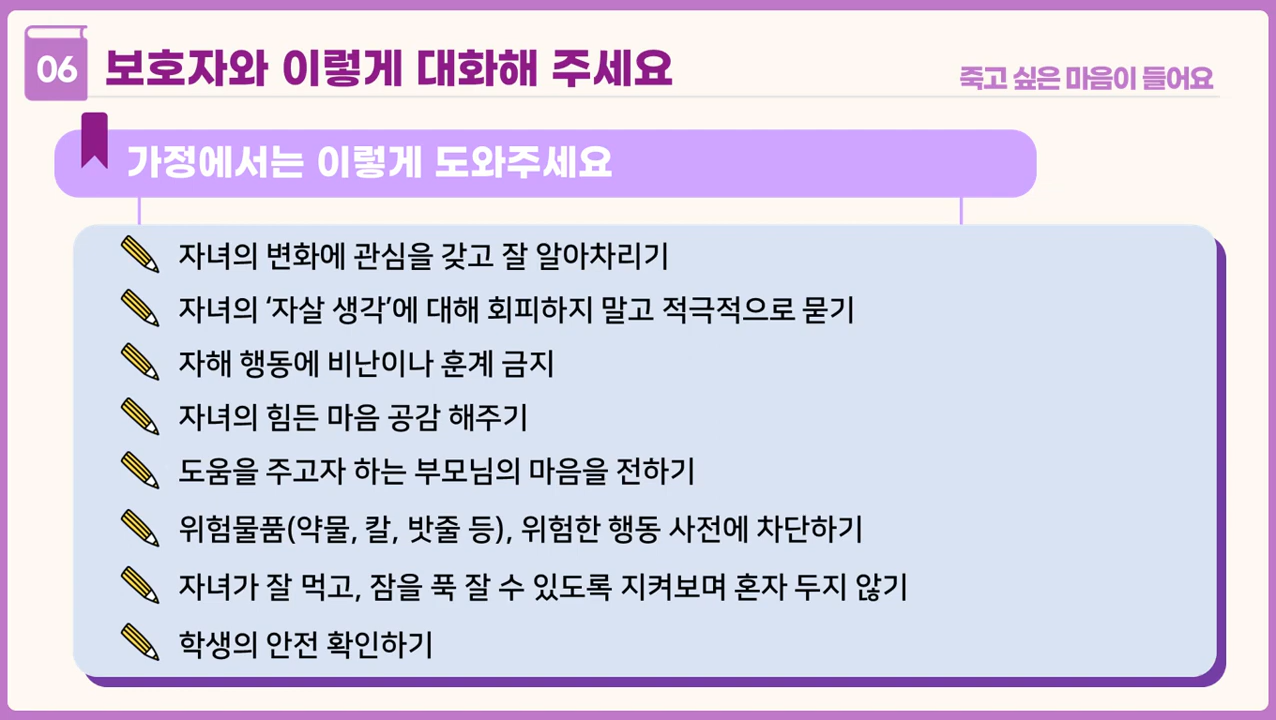 06 보호자와 이렇게 대화해 주세요
죽고 싶은 마음이 들어요
가정에서는 이렇게 도와주세요
자녀의 변화에 관심을 갖고 잘 알아차리기
자녀의 ‘자살 생각’에 대해 회피하지 말고 적극적으로 묻기
자해 행동에 비난이나 훈계 금지
자녀의 힘든 마음 공감 해주기
도움을 주고자 하는 부모님의 마음을 전하기
위험물품(약물, 칼, 밧줄 등), 위험한 행동 사전에 차단하기
자녀가 잘 먹고, 잠을 푹 잘 수 있도록 지켜보며 혼자 두지 않기
학생의 안전 확인하기